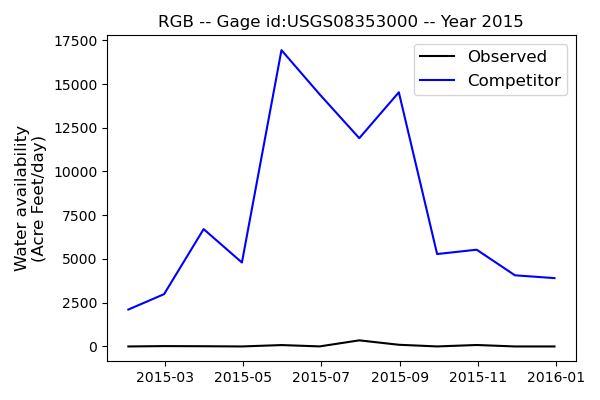 RGB -- Gage id:USGS08353000 -- Year 2015
Water availability
(Acre Feet/day)
17500
15000
12500
10000
7500
5000
2500
0
Observed
Competitor
2015-03 2015-05 2015-07 2015-09 2015-11 2016-01